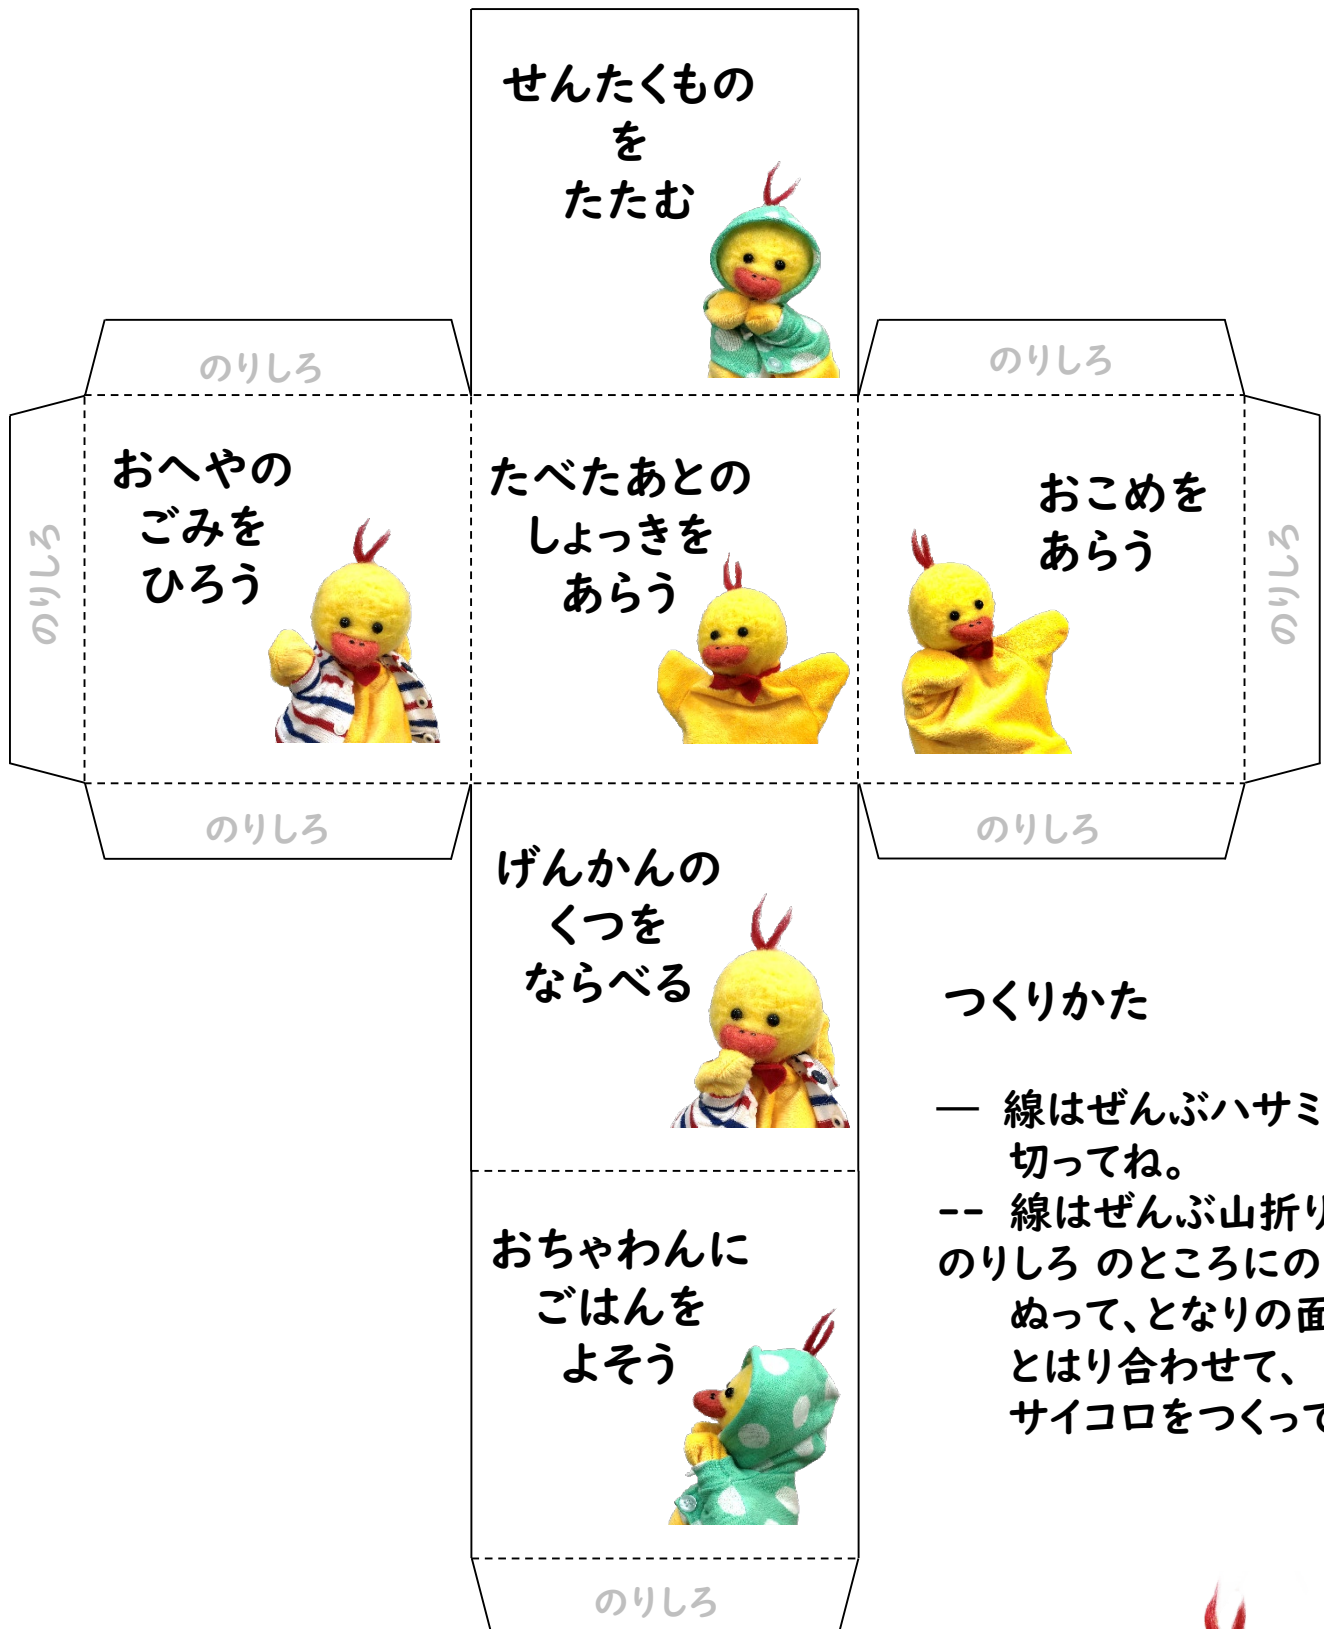 せんたくもの
を
たたむ
のりしろ
のりしろ
のりしろ
おへやの
ごみを
ひろう
たべたあとの
しょっきを
あらう
おこめを
あらう
のりしろ
のりしろ
のりしろ
げんかんの
くつを
ならべる
おちゃわんに
ごはんを
よそう
のりしろ
つくりかた
― 線はぜんぶハサミ
切ってね。
-- 線はぜんぶ山折り
のりしろ のところにの
ぬって、となりの面
とはり合わせて、
サイコロをつくって